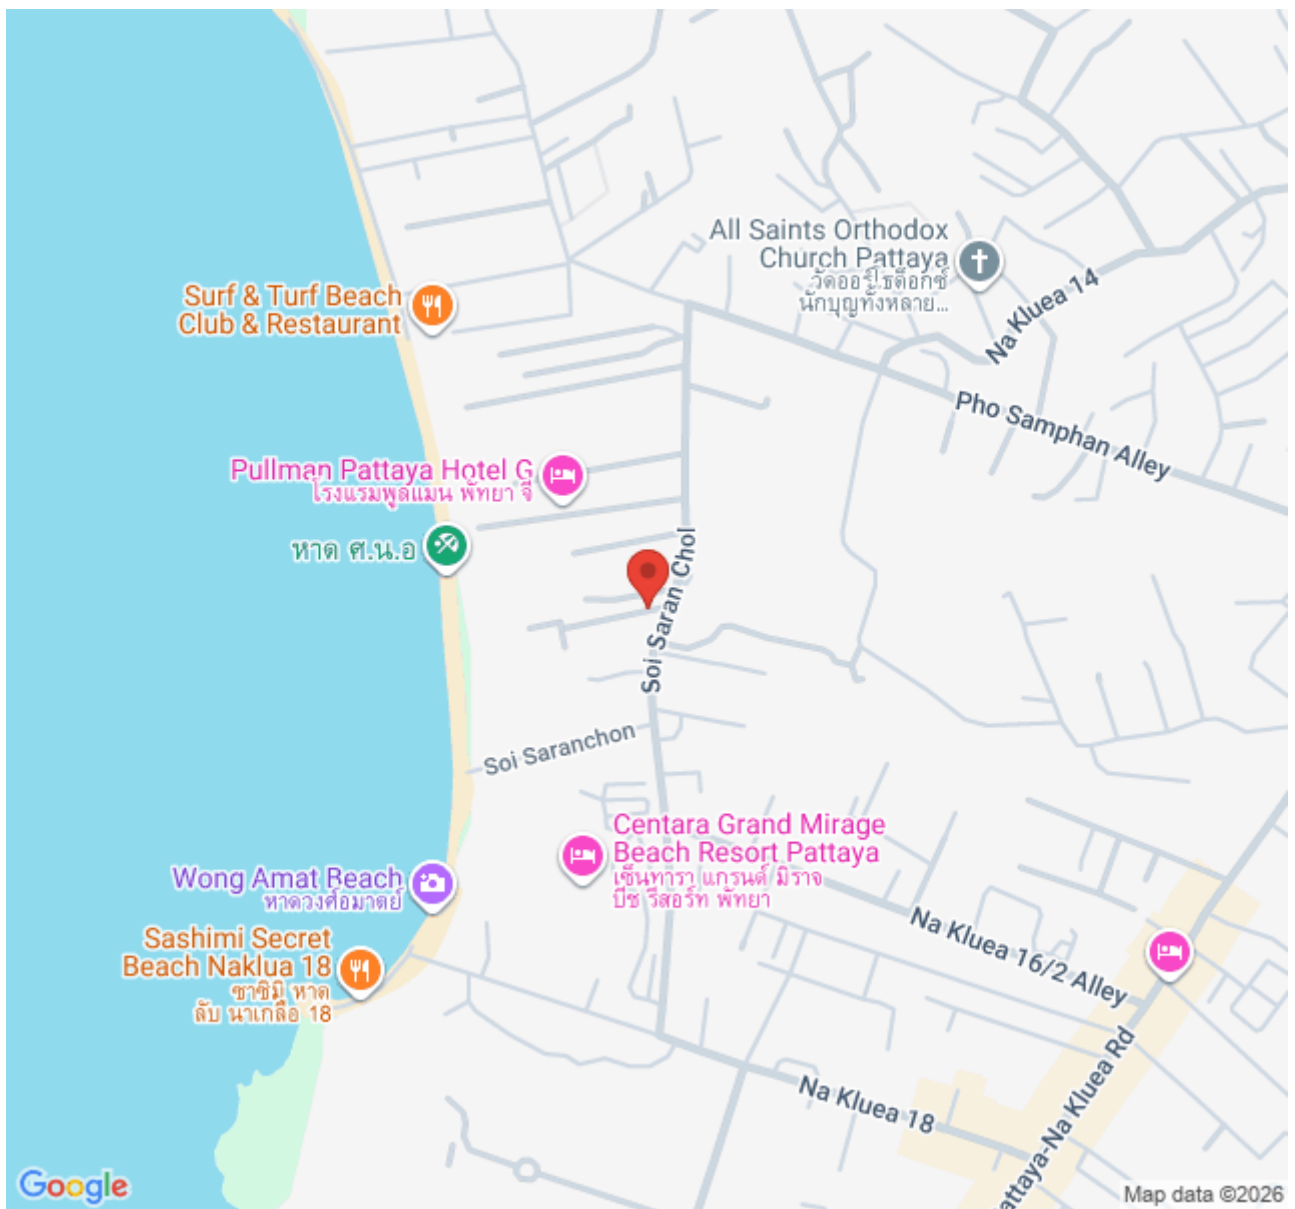 All Saints Orthodox
Church Pattaya
วัดออร์โธด็อกซ์
นักบุญทั้งหลาย...
Na Kluea 14
Surf & Turf Beach
Club & Restaurant
Pho Samphan Alley
Pullman Pattaya Hotel G
โรงแรมพูลแมน พัทยา จี
หาด ศ.น.อ
Soi Saran Chol
Soi Saranchon
Centara Grand Mirage
Beach Resort Pattaya
เซ็นทารา แกรนด์ มิราจ
บีช รีสอร์ท พัทยา
Wong Amat Beach
หาดวงศ์อมาตย์
Na Kluea 16/2 Alley
Sashimi Secret
Beach Naklua 18
ซาซิมิ หาด
ลับ นาเกลือ 18
Na Kluea 18
attaya-Na Kluea Rd
Google
Map data ©2026